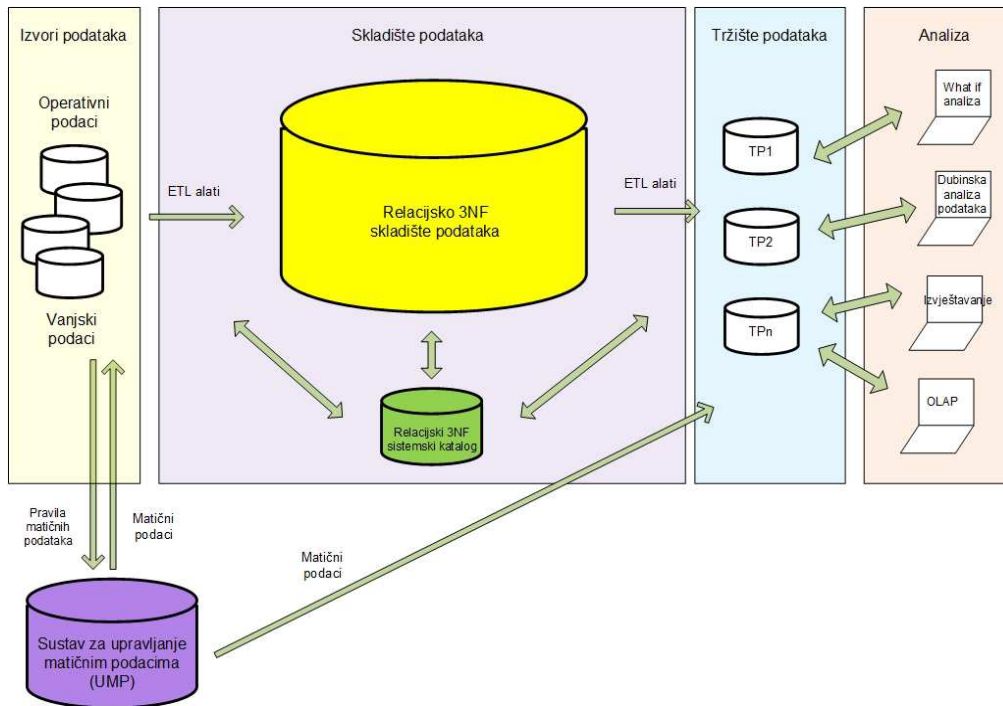 Izvori podataka
Skladište podataka
Tržište podataka
Analiza
Operativni
podaci
Vanjski
podaci
ETL alati
Relacijsko 3NF
skladište podataka
Relacijski 3NF
sistemski katalog
ETL alati
TP1
TP2
TPn
What if
analiza
Dubinska
analiza
podataka
Izvještavanje
OLAP
Pravila
matičnih
podataka
Matični
podaci
Matični
podaci
Sustav za upravljanje
matičnim podacima
(UMP)